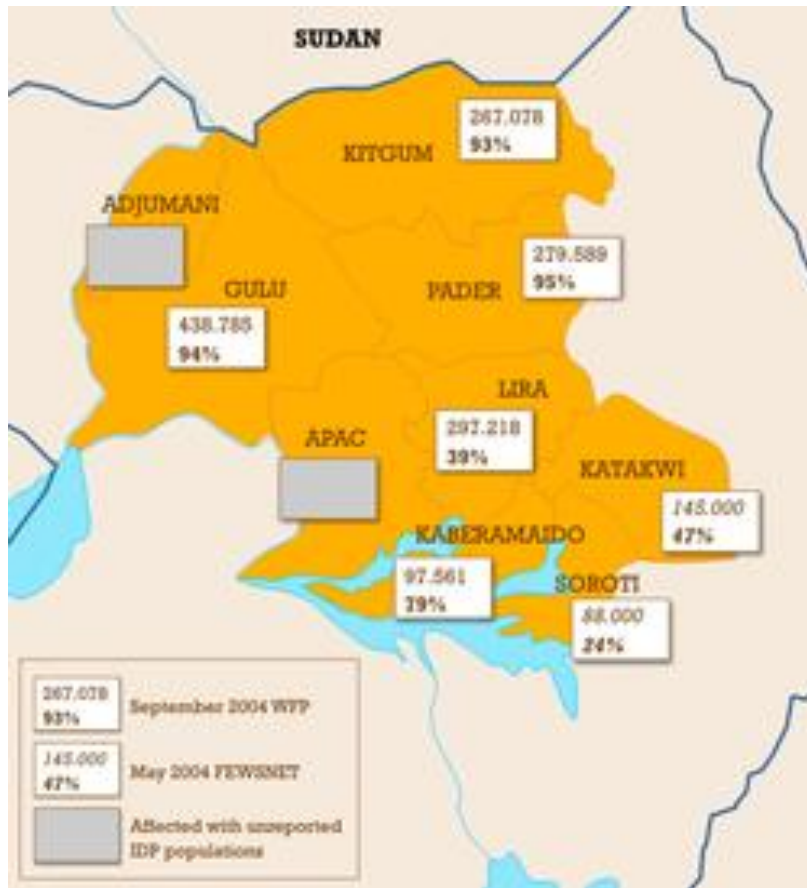 SUDAN
267.078
93%
KITGUM
ADJUMANI
279.589
95%
GULU
PADER
438.785
94%
LIRA
297.218
39%
APAC
KATAKWI
145.000
47%
KABERAMAIDO
97.561
79%
SOROTI
88.000
24%
267.078
93%
September 2004 WFP
145.000
47%
May 2004 FEWSNET
Affected with unreported
IDP populations